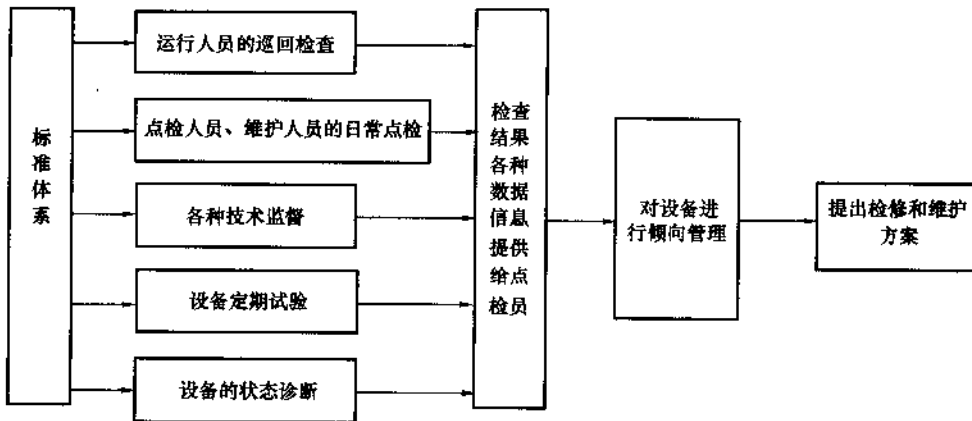 标准体系
运行人员的巡回检查
点检人员、维护人员的日常点检
各种技术监督
设备定期试验
设备的状态诊断
检查
结果
各种
数据
信息
提供
给点
检员
对设备进
行倾向管理
提出检修和维护
方案